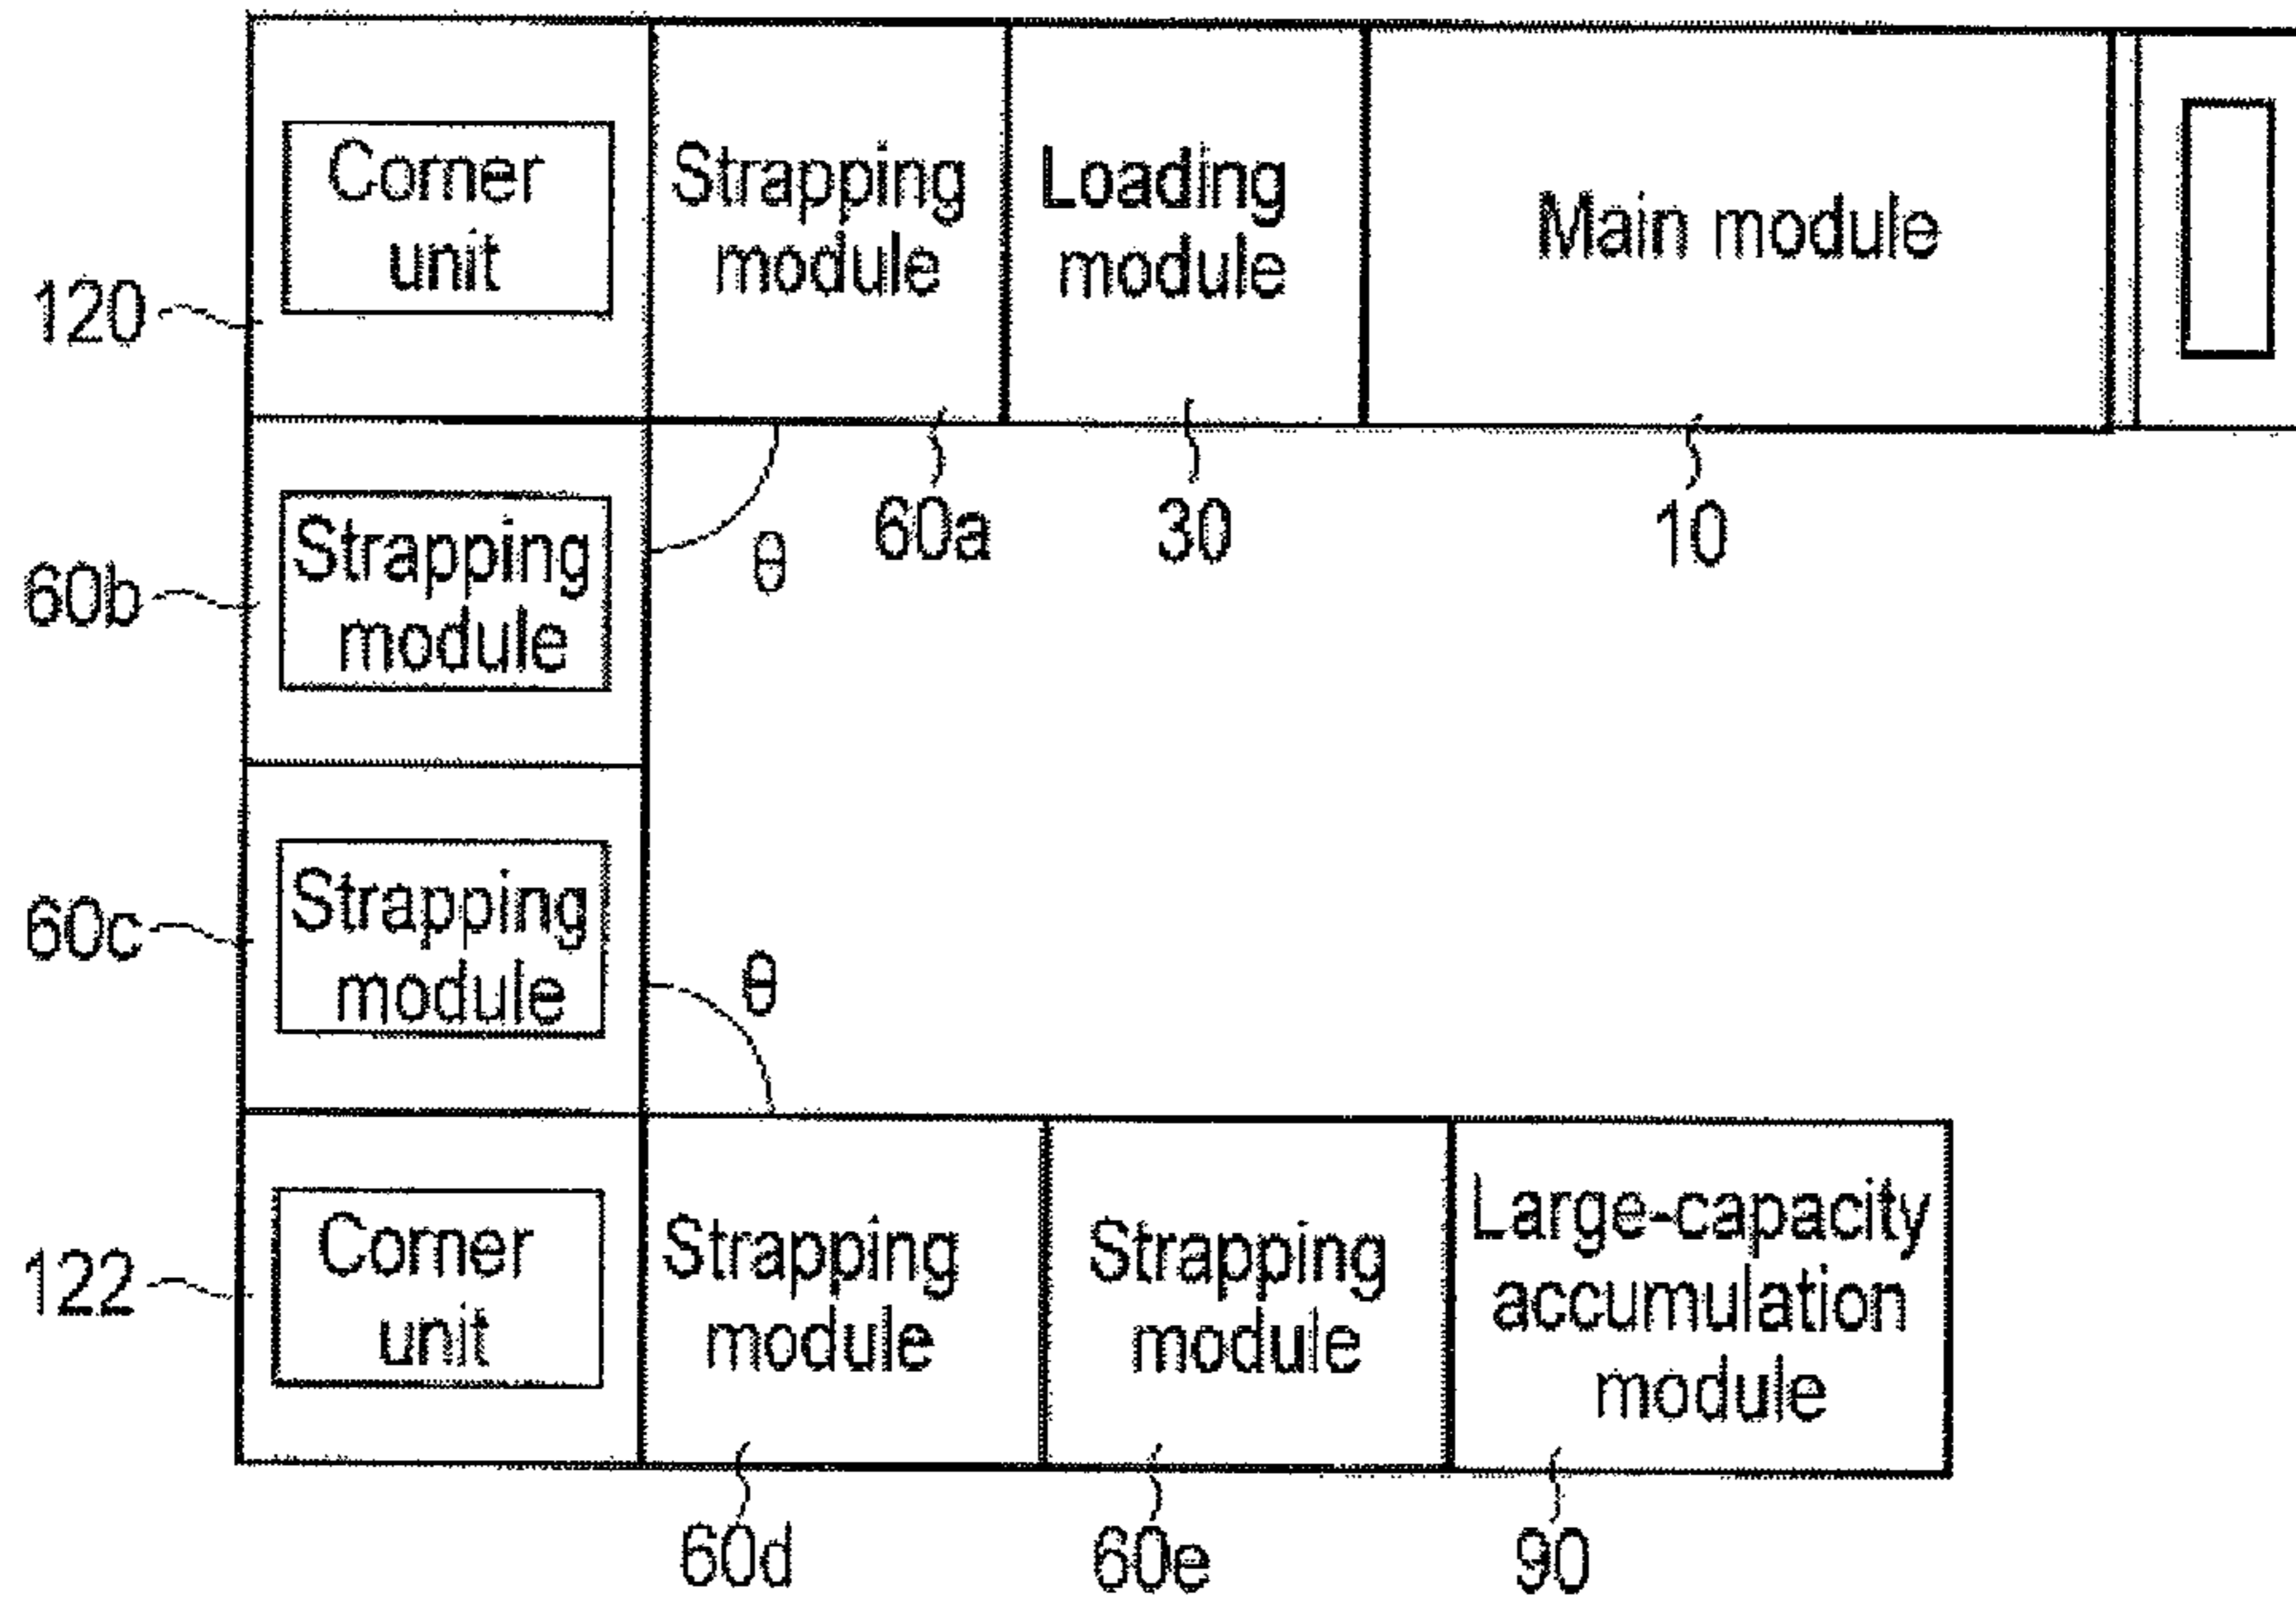 Corner
unit
Strapping
module
Loading
module
Main module
120
60a
30
10
θ
Strapping
module
60b
Strapping
module
60c
θ
Corner
unit
Strapping
module
Strapping
module
Large-capacity
accumulation
module
122
60d
60e
90